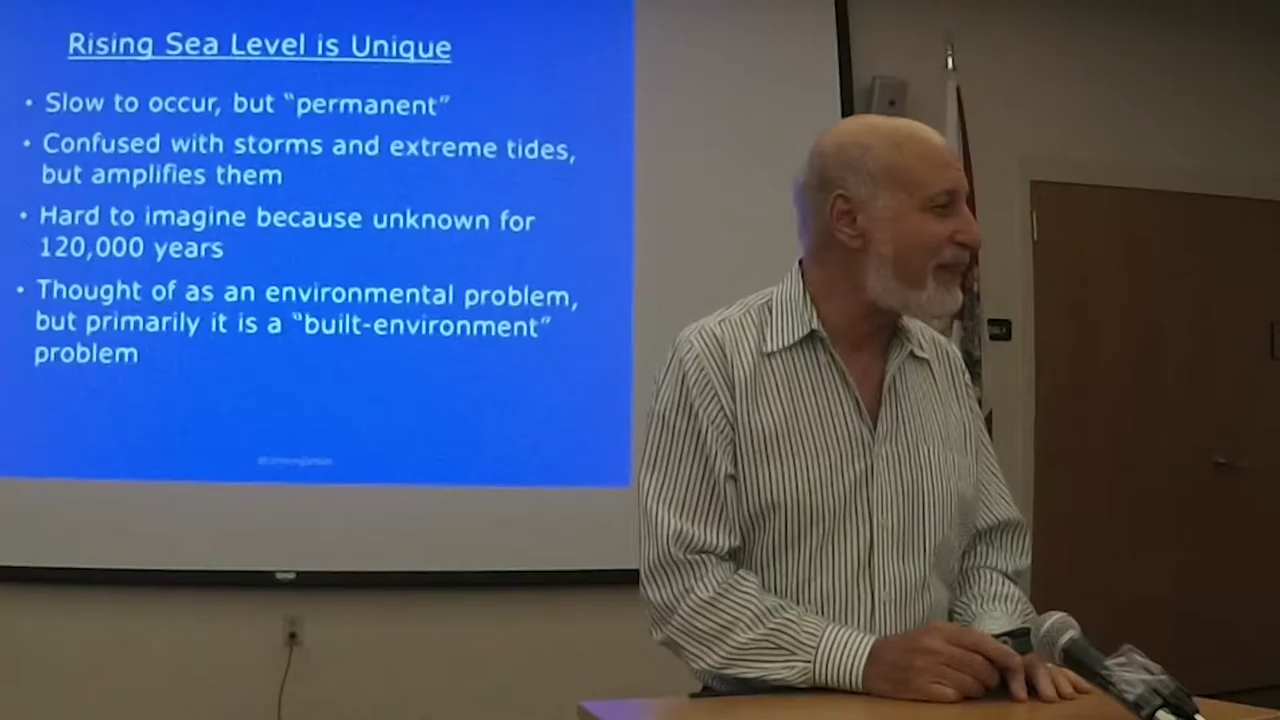 Rising Sea Level is Unique
• Slow to occur, but “permanent”
• Confused with storms and extreme tides,
but amplifies them
• Hard to imagine because unknown for
120,000 years
• Thought of as an environmental problem,
but primarily it is a “built-environment”
problem